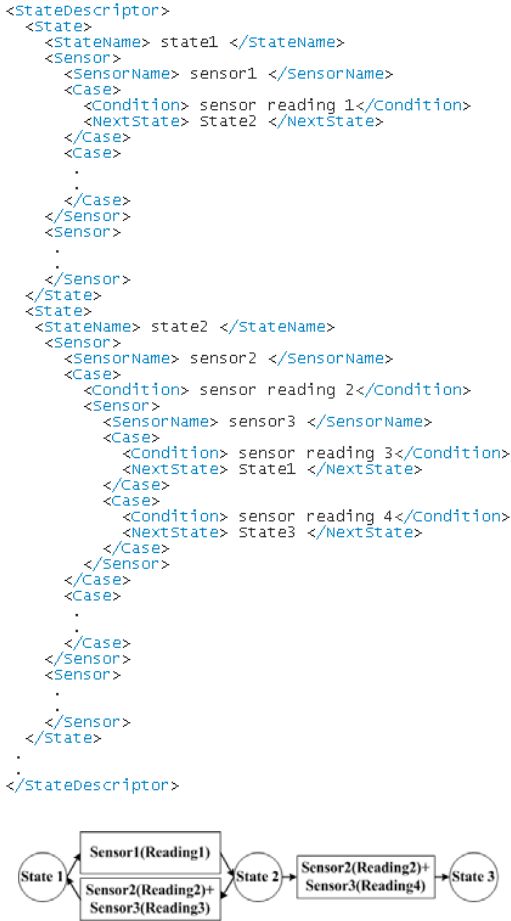 <StateDescriptor>
<State>
<StateName> state1 </StateName>
<Sensor>
<SensorName> sensor1 </SensorName>
<Case>
<Condition> sensor reading 1</Condition>
<NextState> State2 </NextState>
</Case>
<Case>
.
.
</Case>
</Sensor>
<Sensor>
.
.
</Sensor>
</State>
<State>
<StateName> state2 </StateName>
<Sensor>
<SensorName> sensor2 </SensorName>
<Case>
<Condition> sensor reading 2</Condition>
<Sensor>
<SensorName> sensor3 </SensorName>
<Case>
<Condition> sensor reading 3</Condition>
<NextState> State1 </NextState>
</Case>
<Case>
<Condition> sensor reading 4</Condition>
<NextState> State3 </NextState>
</Case>
</Sensor>
</Case>
<Case>
.
.
</Case>
</Sensor>
<Sensor>
.
.
</Sensor>
</State>
.
.
</StateDescriptor>
State 1
Sensor1(Reading1)
Sensor2(Reading2)+
Sensor3(Reading3)
State 2
Sensor2(Reading2)+
Sensor3(Reading4)
State 3